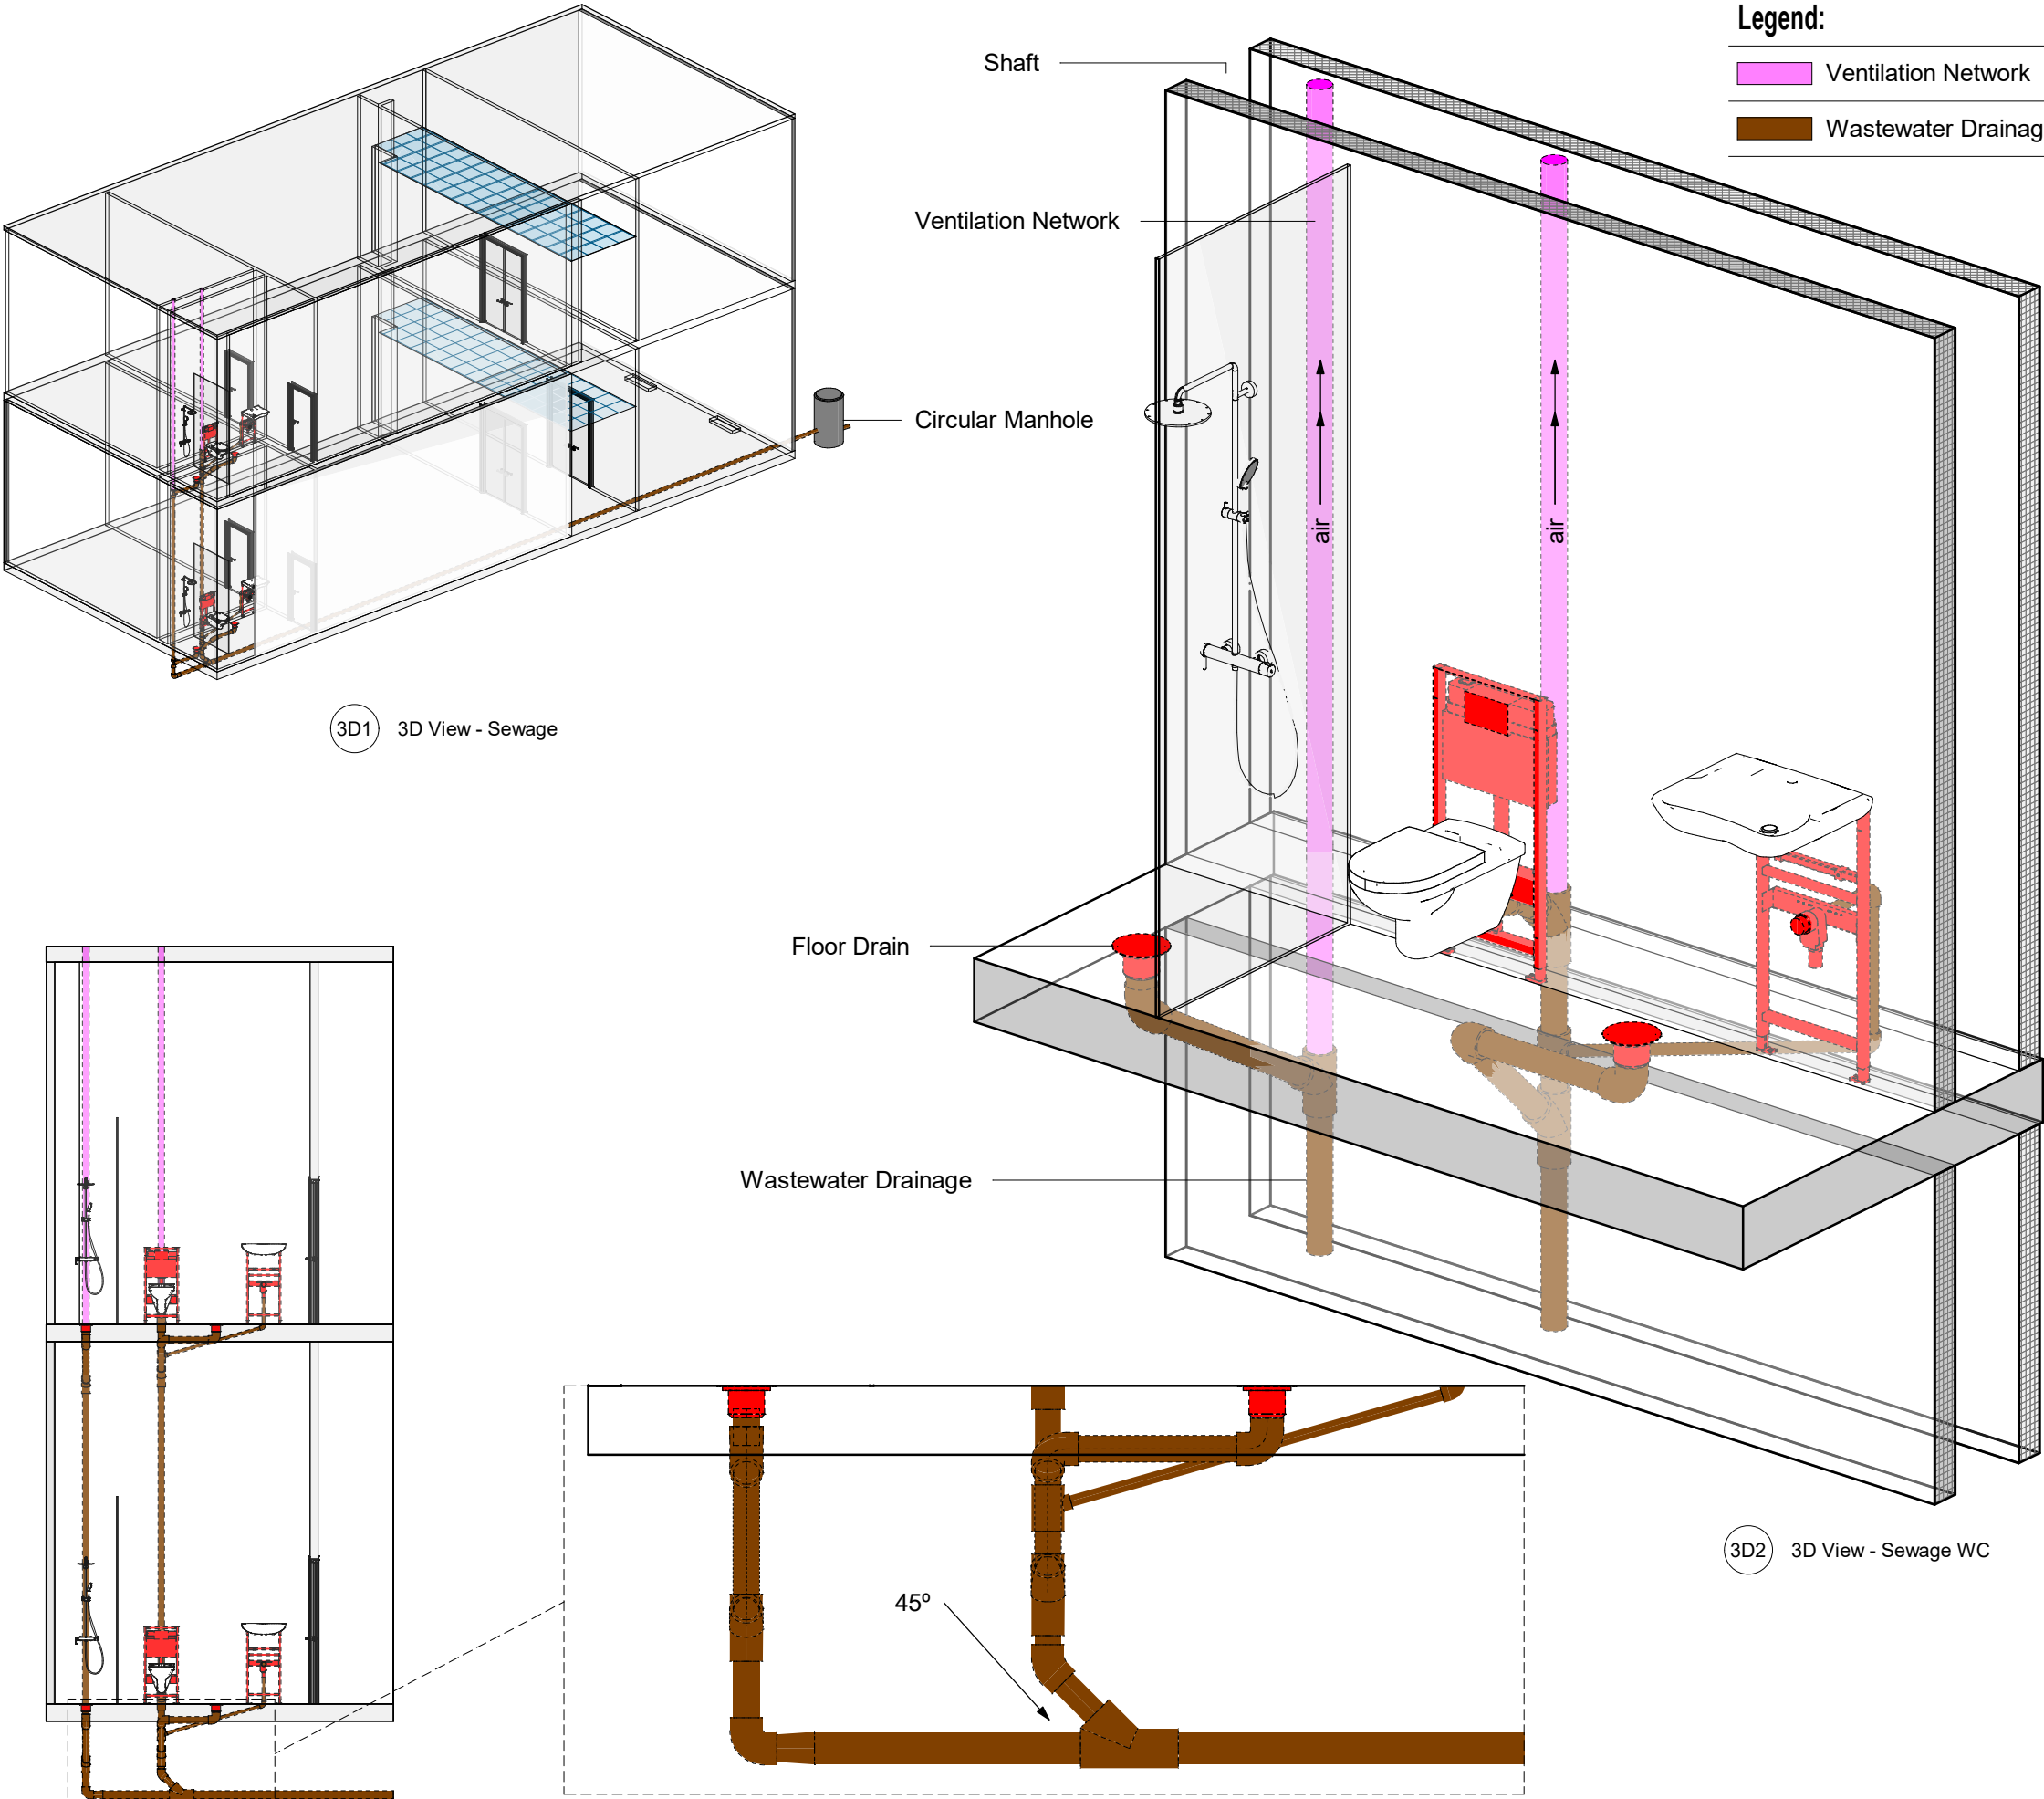 Legend:
Ventilation Network
Wastewater Drainag
Shaft
Ventilation Network
Circular Manhole
air
air
3D1 3D View - Sewage
Floor Drain
Wastewater Drainage
45º
3D2 3D View - Sewage WC